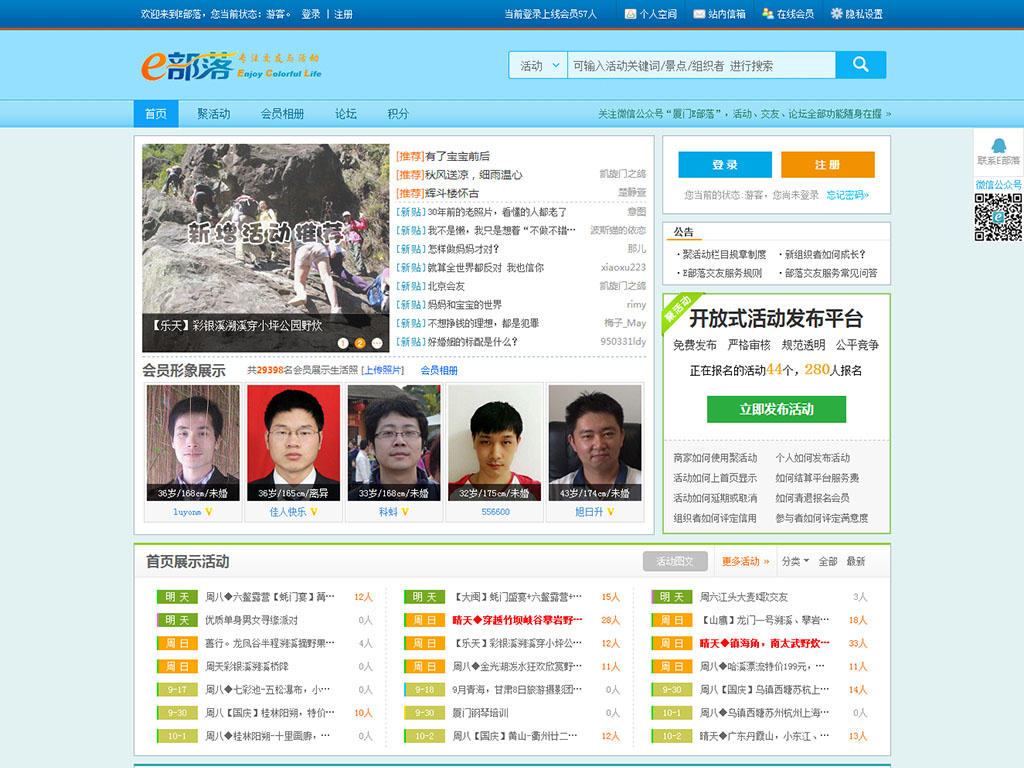 欢迎来到E部落，您当前状态：游客。 登录 | 注册
当前登录上线会员57人 个人空间 站内信箱 在线会员 隐私设置
e部落 专注交友与活动
Enjoy Colorful Life
活动 可输入活动关键词/景点/组织者 进行搜索
首页 聚活动 会员相册 论坛 积分
关注微信公众号“厦门E部落”，活动、交友、论坛全部功能随身在握 »
联系E部落
微信公众号
新增活动推荐
【乐天】彩银溪溯溪穿小坪公园野炊
1 2
[推荐]有了宝宝前后
[推荐]秋风送凉，细雨温心 凯旋门之缘
[推荐]辉斗楼怀古 楚静萱
[新贴]30年前的老照片，看懂的人都老了 意图
[新贴]我不是懒，我只是想着“不做不错… 波斯猫的依恋
[新贴]怎样做妈妈才对？ 那儿
[新贴]就算全世界都反对 我也信你 xiaoxu223
[新贴]北京会友 凯旋门之缘
[新贴]妈妈和宝宝的世界 rimy
[新贴]不想挣钱的理想，都是犯罪 梅子_May
[新贴]好婚姻的标配是什么？ 950331ldy
会员形象展示 共29398名会员展示生活照 [上传照片] 会员相册
36岁/168cm/未婚
luyonm V
36岁/165cm/离异
佳人快乐 V
33岁/168cm/未婚
科蚪 V
32岁/175cm/未婚
556600
43岁/174cm/未婚
旭日升 V
登 录 注 册
您当前的状态:游客，您尚未登录 忘记密码»
公告
· 聚活动栏目规章制度 · 新组织者如何成长？
· E部落交友服务规则 · 部落交友服务常见问答
聚活动
开放式活动发布平台
免费发布 严格审核 规范透明 公平竞争
正在报名的活动44个，280人报名
立即发布活动
商家如何使用聚活动 个人如何发布活动
活动如何上首页显示 如何结算平台服务费
活动如何延期或取消 如何清退报名会员
组织者如何评定信用 参与者如何评定满意度
首页展示活动
活动图文 更多活动 » 分类 全部 最新
明 天 周八◆六鳌露营【蚝门宴】篝… 12人
明 天 优质单身男女寻缘派对 0人
周 日 善行。龙凤谷半程溯溪摘野果… 4人
周 日 周天彩银溪溯溪桥降 0人
9-17 周八◆七彩池-五松瀑布，小… 0人
9-30 周八【国庆】桂林阳朔，特价… 10人
10-1 周八◆桂林阳朔-十里画廊，… 0人
明 天 【大闽】蚝门盛宴+六鳌露营+… 15人
周 日 晴天◆穿越竹坝峡谷攀岩野… 28人
周 日 【乐天】彩银溪溯溪穿小坪公… 12人
周 日 周八◆金光湖发水狂欢欣赏野… 11人
9-18 9月青海，甘肃8日旅游摄影团… 0人
9-30 厦门钢琴培训 0人
10-2 周八【国庆】黄山-衢州廿二… 12人
明 天 周六江头大麦K歌交友 3人
周 日 【山癫】龙门一号溯溪、攀岩… 18人
周 日 晴天◆镇海角，南太武野炊… 33人
周 日 周八◆哈溪漂流特价199元，… 11人
9-30 周八【国庆】乌镇西塘苏杭上… 14人
10-1 周八◆乌镇西塘苏州杭州上海… 0人
10-2 晴天◆广东丹霞山，小东江、… 13人